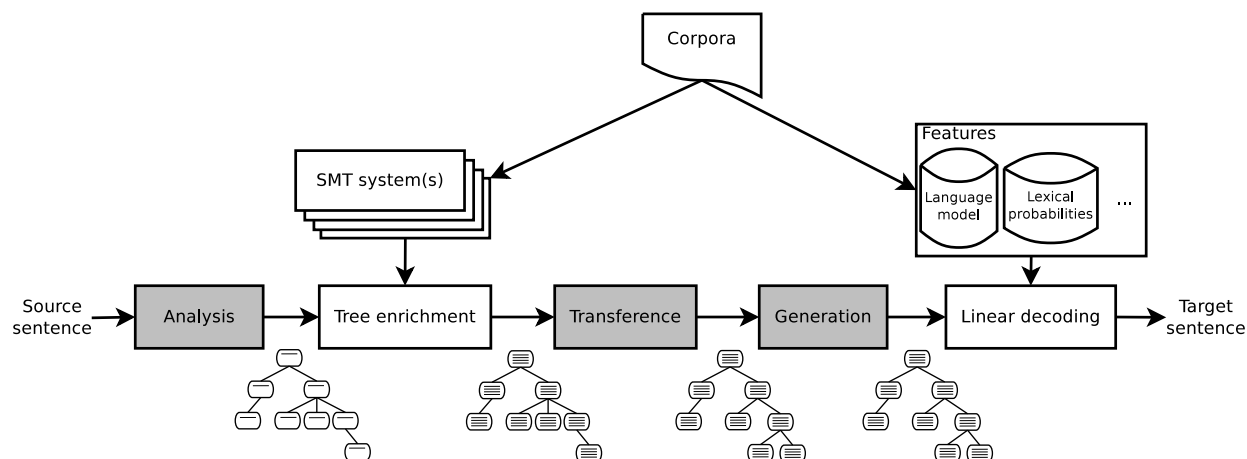 Corpora
SMT system(s)
Features
Language
model
Lexical
probabilities
...
Source
sentence
Analysis
Tree enrichment
Transference
Generation
Linear decoding
Target
sentence